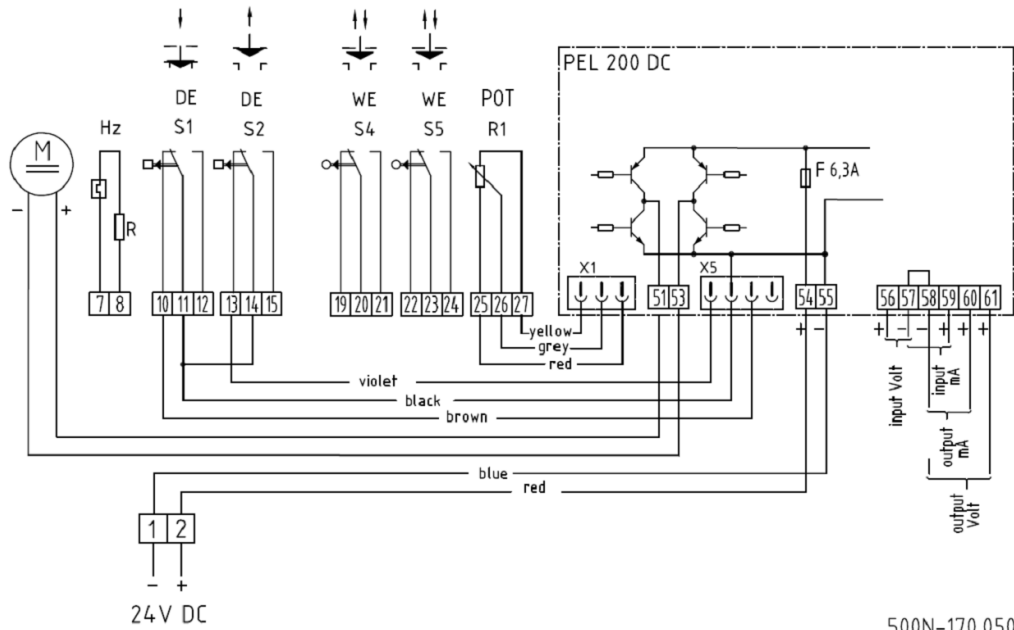 PEL 200 DC
DE DE WE WE POT
Hz S1 S2 S4 S5 R1
M
F 6,3A
- +
R
X1 X5
7 8 10 11 12 13 14 15 19 20 21 22 23 24 25 26 27 51 53 54 55 56 57 58 59 60 61
yellow
+ - + - - + + +
grey
red
violet
input Volt
input mA
black
brown
output mA
blue
red
output Volt
1 2
- +
24V DC
500N-170.050